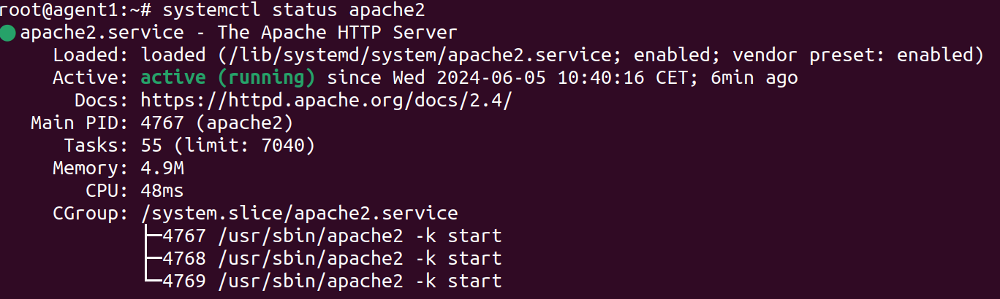 root@agent1:~# systemctl status apache2
● apache2.service - The Apache HTTP Server
Loaded: loaded (/lib/systemd/system/apache2.service; enabled; vendor preset: enabled)
Active: active (running) since Wed 2024-06-05 10:40:16 CET; 6min ago
Docs: https://httpd.apache.org/docs/2.4/
Main PID: 4767 (apache2)
Tasks: 55 (limit: 7040)
Memory: 4.9M
CPU: 48ms
CGroup: /system.slice/apache2.service
├─4767 /usr/sbin/apache2 -k start
├─4768 /usr/sbin/apache2 -k start
└─4769 /usr/sbin/apache2 -k start